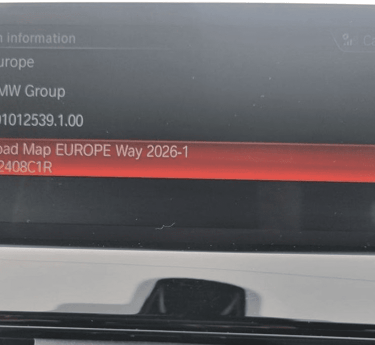 information
urope
MW Group
01012539.1.00
oad Map EUROPE Way 2026-1
2408C1R